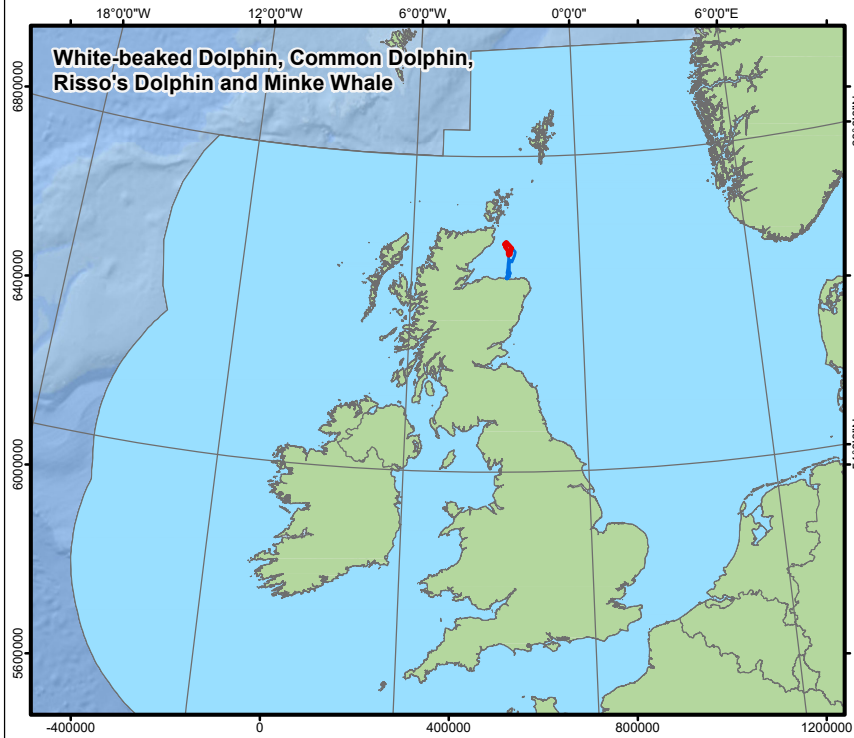 18°0'0"W 12°0'0"W 6°0'0"W 0°0'0" 6°0'0"E
White-beaked Dolphin, Common Dolphin,
Risso's Dolphin and Minke Whale
6800000
6400000
6000000
5600000
-400000 0 400000 800000 1200000